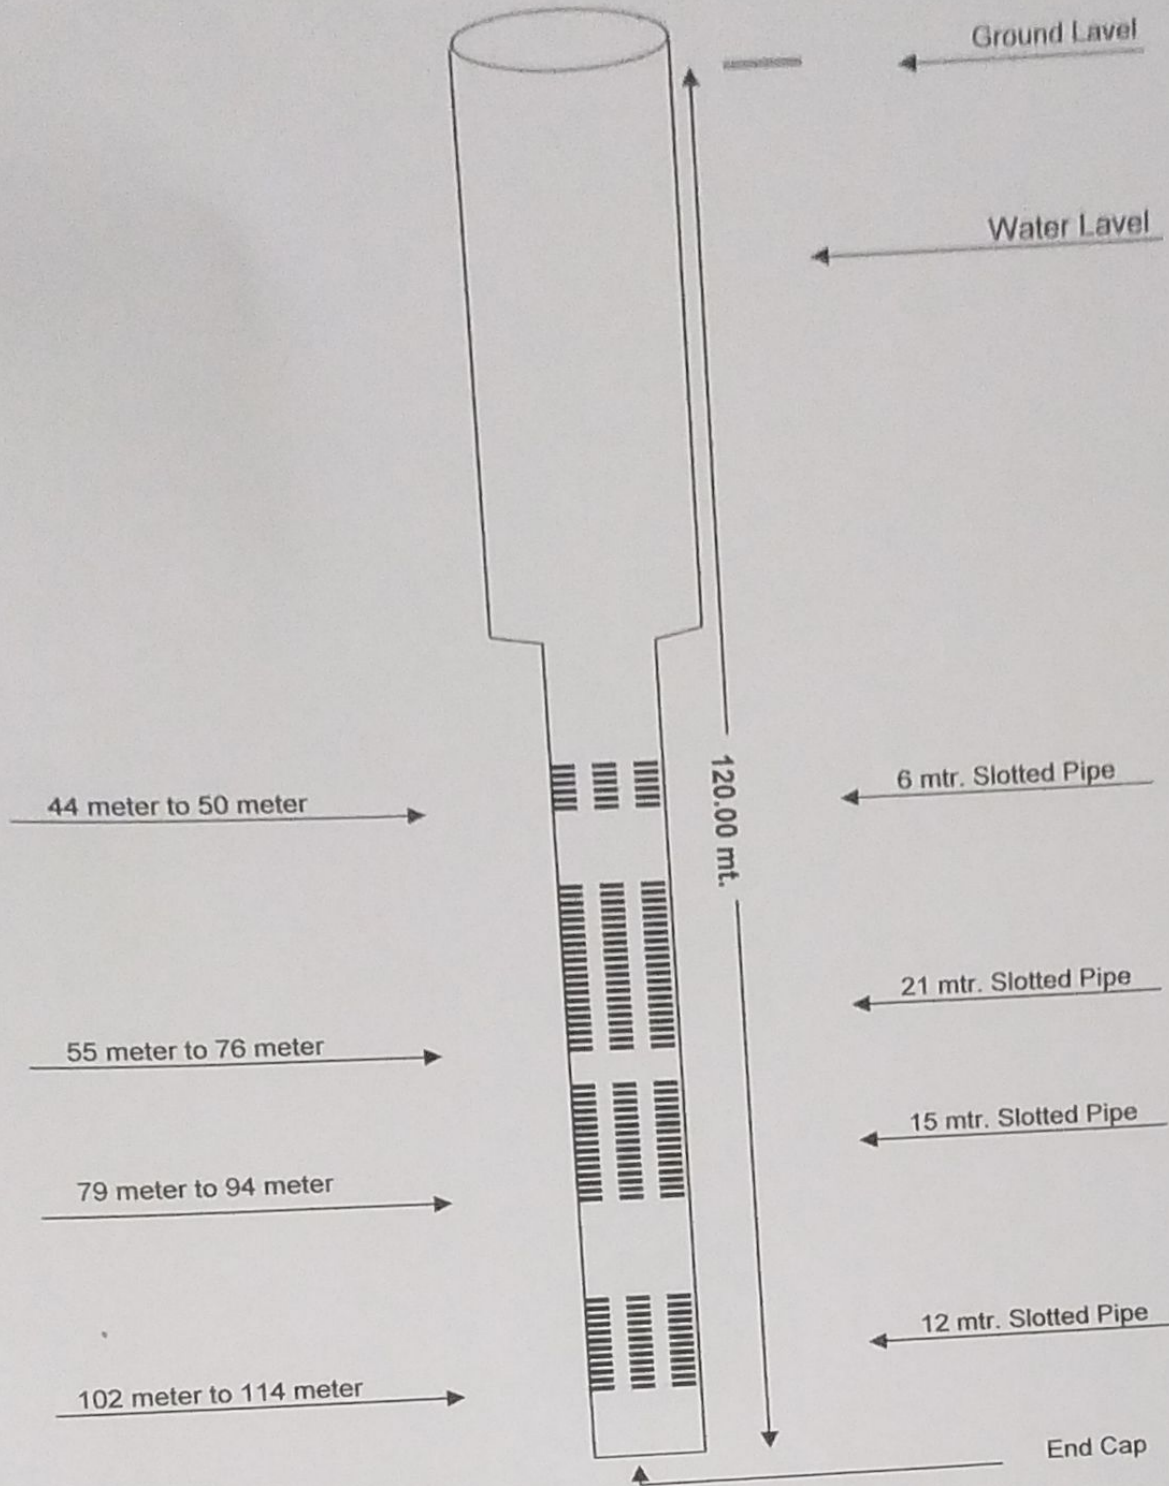 Ground Lavel
Water Lavel
44 meter to 50 meter
6 mtr. Slotted Pipe
120.00 mt.
21 mtr. Slotted Pipe
55 meter to 76 meter
15 mtr. Slotted Pipe
79 meter to 94 meter
12 mtr. Slotted Pipe
102 meter to 114 meter
End Cap